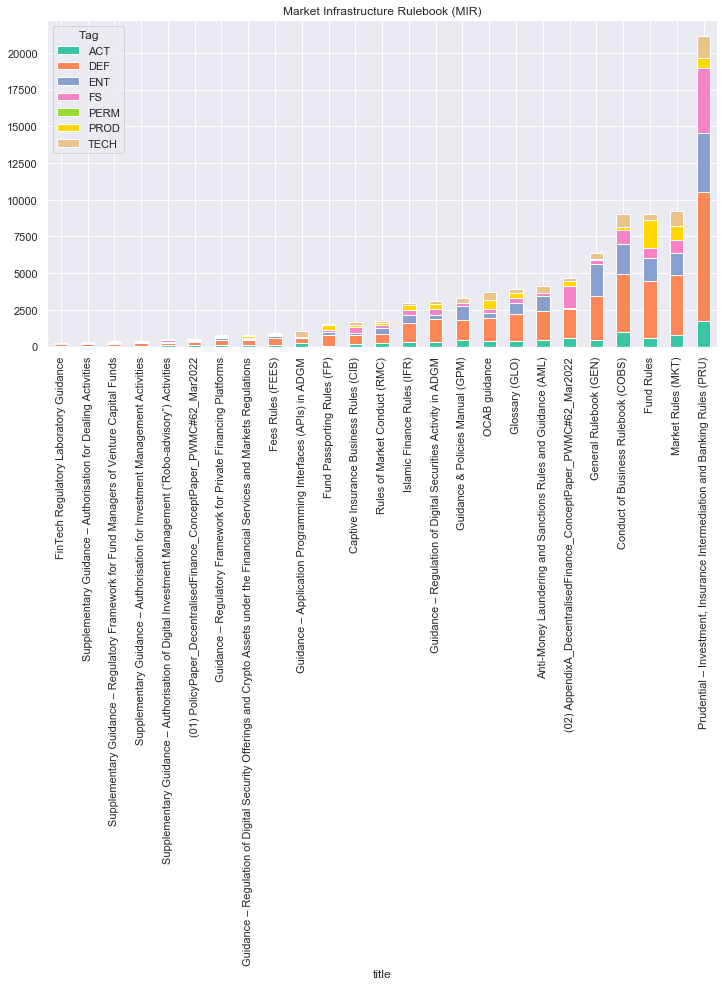 Market Infrastructure Rulebook (MIR)
Tag
ACT
DEF
ENT
FS
PERM
PROD
TECH
20000
17500
15000
12500
10000
7500
5000
2500
0
FinTech Regulatory Laboratory Guidance
Supplementary Guidance – Authorisation for Dealing Activities
Supplementary Guidance – Regulatory Framework for Fund Managers of Venture Capital Funds
Supplementary Guidance – Authorisation for Investment Management Activities
Supplementary Guidance – Authorisation of Digital Investment Management (“Robo-advisory”) Activities
(01) PolicyPaper_DecentralisedFinance_ConceptPaper_PWMC#62_Mar2022
Guidance – Regulatory Framework for Private Financing Platforms
Guidance – Regulation of Digital Security Offerings and Crypto Assets under the Financial Services and Markets Regulations
Fees Rules (FEES)
Guidance – Application Programming Interfaces (APIs) in ADGM
Fund Passporting Rules (FP)
Captive Insurance Business Rules (CIB)
Rules of Market Conduct (RMC)
Islamic Finance Rules (IFR)
Guidance – Regulation of Digital Securities Activity in ADGM
Guidance & Policies Manual (GPM)
OCAB guidance
Glossary (GLO)
Anti-Money Laundering and Sanctions Rules and Guidance (AML)
(02) AppendixA_DecentralisedFinance_ConceptPaper_PWMC#62_Mar2022
General Rulebook (GEN)
Conduct of Business Rulebook (COBS)
Fund Rules
Market Rules (MKT)
Prudential – Investment, Insurance Intermediation and Banking Rules (PRU)
title